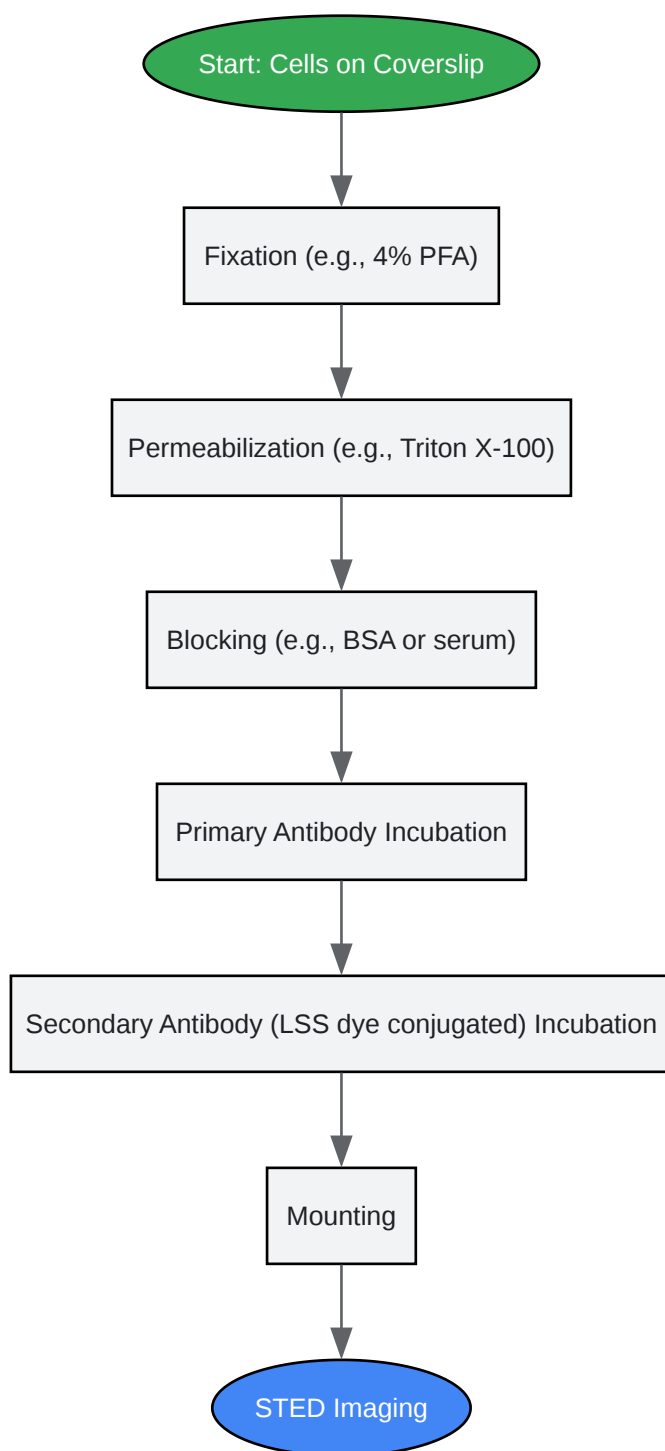 Start: Cells on Coverslip
Fixation (e.g., 4% PFA)
Permeabilization (e.g., Triton X-100)
Blocking (e.g., BSA or serum)
Primary Antibody Incubation
Secondary Antibody (LSS dye conjugated) Incubation
Mounting
STED Imaging